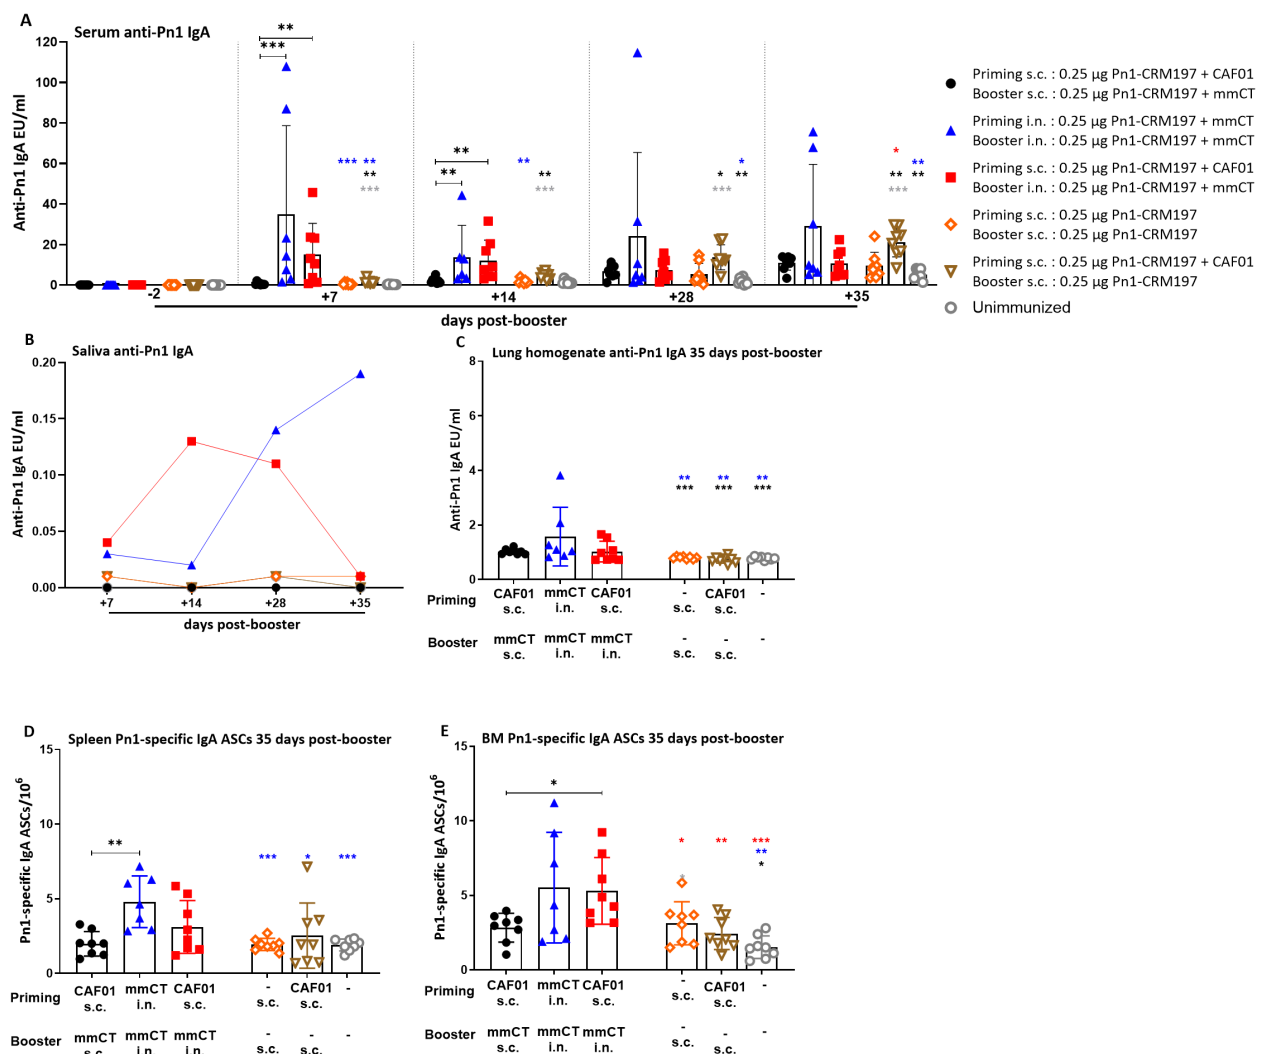 A
Serum anti-Pn1 IgA
Anti-Pn1 IgA EU/ml
120
100
80
60
40
20
0
**
***
*** **
**
***
**
**
**
**
***
*
***
*
**
*
**
***
**
**
-2
+7
+14
+28
+35
days post-booster
Priming s.c. : 0.25 µg Pn1-CRM197 + CAF01
Booster s.c. : 0.25 µg Pn1-CRM197 + mmCT
Priming i.n. : 0.25 µg Pn1-CRM197 + mmCT
Booster i.n. : 0.25 µg Pn1-CRM197 + mmCT
Priming s.c. : 0.25 µg Pn1-CRM197 + CAF01
Booster i.n. : 0.25 µg Pn1-CRM197 + mmCT
Priming s.c. : 0.25 µg Pn1-CRM197
Booster s.c. : 0.25 µg Pn1-CRM197
Priming s.c. : 0.25 µg Pn1-CRM197 + CAF01
Booster s.c. : 0.25 µg Pn1-CRM197
Unimmunized
B
Saliva anti-Pn1 IgA
Anti-Pn1 IgA EU/ml
0.20
0.15
0.10
0.05
0.00
+7
+14
+28
+35
days post-booster
C
Lung homogenate anti-Pn1 IgA 35 days post-booster
Anti-Pn1 IgA EU/ml
8
6
4
2
0
** ** **
*** *** ***
Priming CAF01 mmCT CAF01 - CAF01 -
s.c. i.n. s.c. s.c. s.c.
Booster mmCT mmCT mmCT - - -
s.c. i.n. i.n. s.c. s.c.
D
Spleen Pn1-specific IgA ASCs 35 days post-booster
Pn1-specific IgA ASCs/10⁶
15
10
5
0
**
*** * ***
Priming CAF01 mmCT CAF01 - CAF01 -
s.c. i.n. s.c. s.c. s.c.
Booster mmCT mmCT mmCT - - -
s.c. i.n. i.n. s.c. s.c.
E
BM Pn1-specific IgA ASCs 35 days post-booster
Pn1-specific IgA ASCs/10⁶
15
10
5
0
*
* ** ***
**
*
*
Priming CAF01 mmCT CAF01 - CAF01 -
s.c. i.n. s.c. s.c. s.c.
Booster mmCT mmCT mmCT - - -
s.c. i.n. i.n. s.c. s.c.